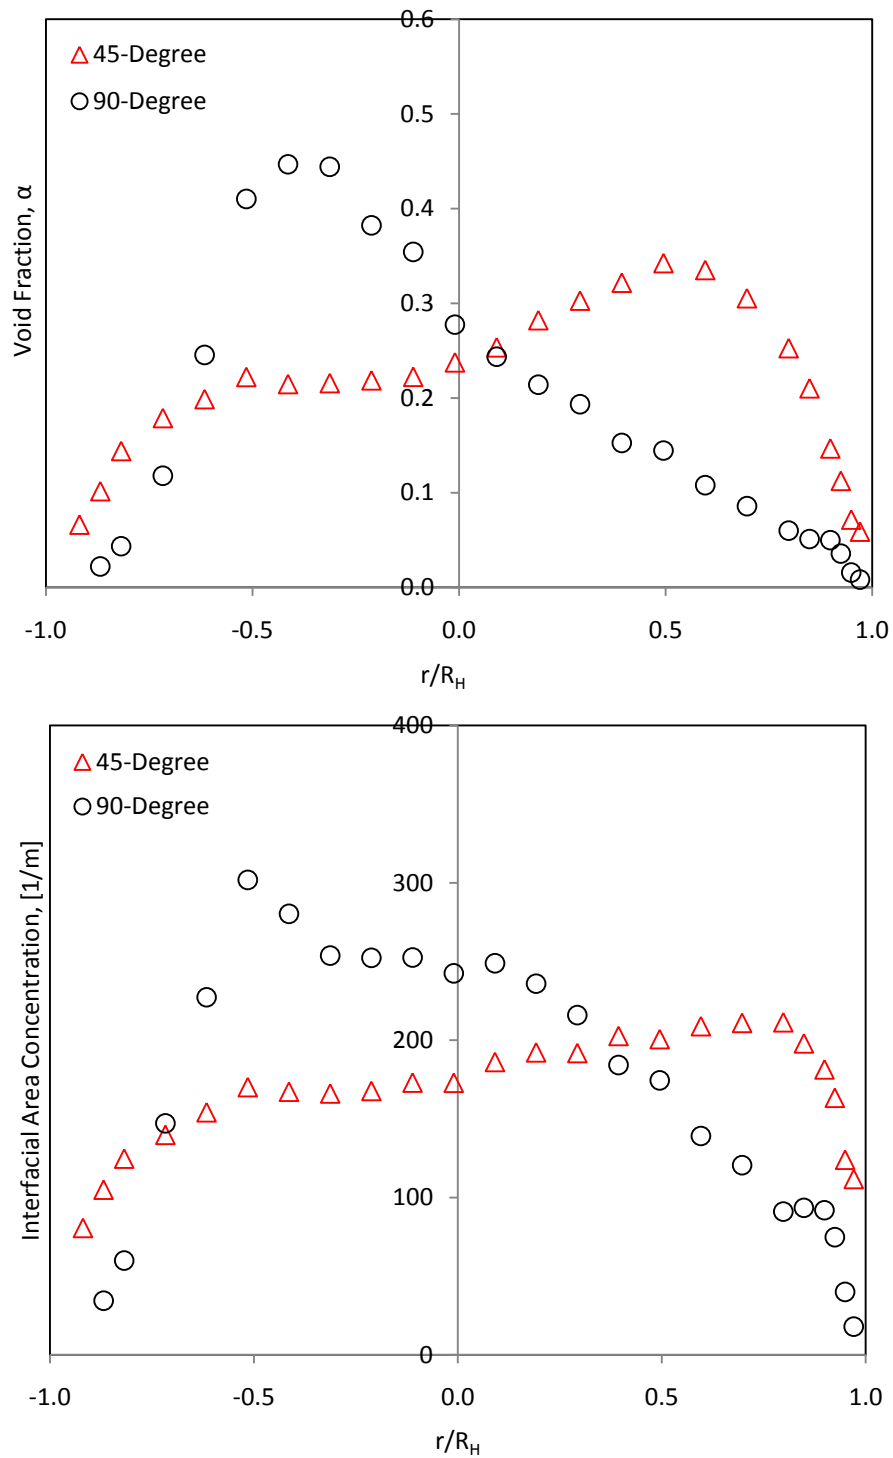 0.6
45-Degree
90-Degree
0.5
0.4
0.3
0.2
0.1
0.0
Void Fraction, α
-1.0 -0.5 0.0 0.5 1.0
r/R_H
400
45-Degree
90-Degree
300
200
100
0
Interfacial Area Concentration, [1/m]
-1.0 -0.5 0.0 0.5 1.0
r/R_H